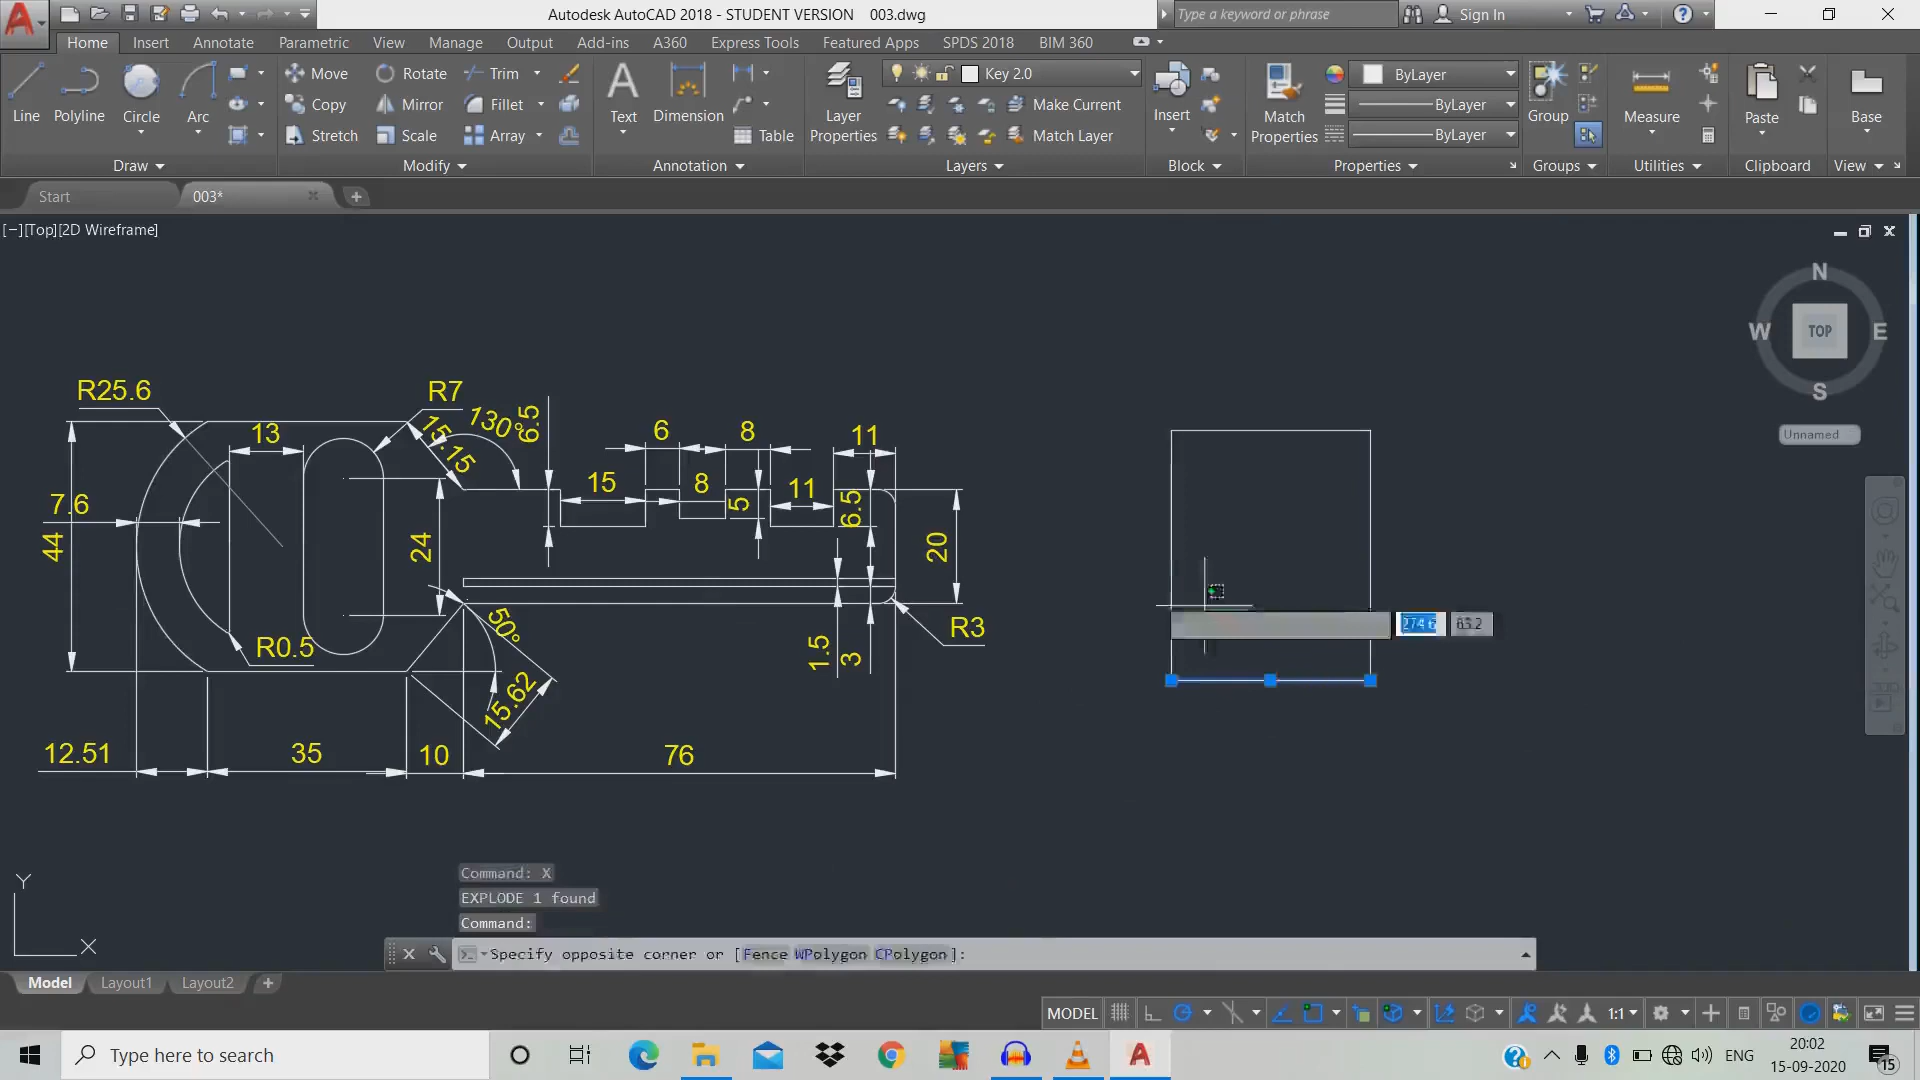 Autodesk AutoCAD 2018 - STUDENT VERSION 003.dwg
Type a keyword or phrase
Sign In
Home Insert Annotate Parametric View Manage Output Add-ins A360 Express Tools Featured Apps SPDS 2018 BIM 360
Line Polyline Circle Arc
Move Rotate Trim
Copy Mirror Fillet
Stretch Scale Array
Text Dimension Table
Layer Properties
Key 2.0
Make Current
Match Layer
Insert
Match Properties
ByLayer
ByLayer
ByLayer
Group Measure Paste Base
Draw Modify Annotation Layers Block Properties Groups Utilities Clipboard View
Start 003*
[−][Top][2D Wireframe]
N
W TOP E
S
Unnamed
R25.6 R7
13 15.15 130° 6.5 6 8 11
15 8 5 11 6.5
7.6
44 24 20
R0.5 50° 1.5 3 R3
15.62
12.51 35 10 76
274.6 63.2
Y
X
Command: X
EXPLODE 1 found
Command:
Specify opposite corner or [Fence WPolygon CPolygon]:
Model Layout1 Layout2
MODEL 1:1
Type here to search
ENG
20:02
15-09-2020
15